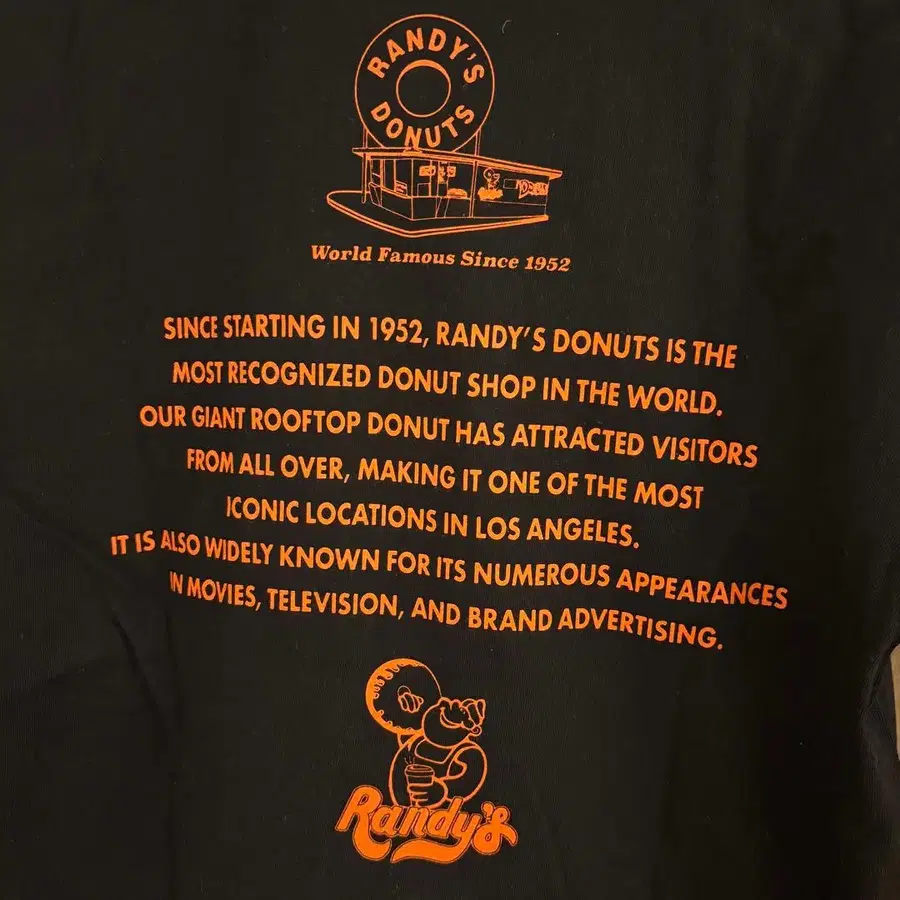 RANDY'S
DONUTS
World Famous Since 1952
SINCE STARTING IN 1952, RANDY'S DONUTS IS THE
MOST RECOGNIZED DONUT SHOP IN THE WORLD.
OUR GIANT ROOFTOP DONUT HAS ATTRACTED VISITORS
FROM ALL OVER, MAKING IT ONE OF THE MOST
ICONIC LOCATIONS IN LOS ANGELES.
IT IS ALSO WIDELY KNOWN FOR ITS NUMEROUS APPEARANCES
IN MOVIES, TELEVISION, AND BRAND ADVERTISING.
Randy's